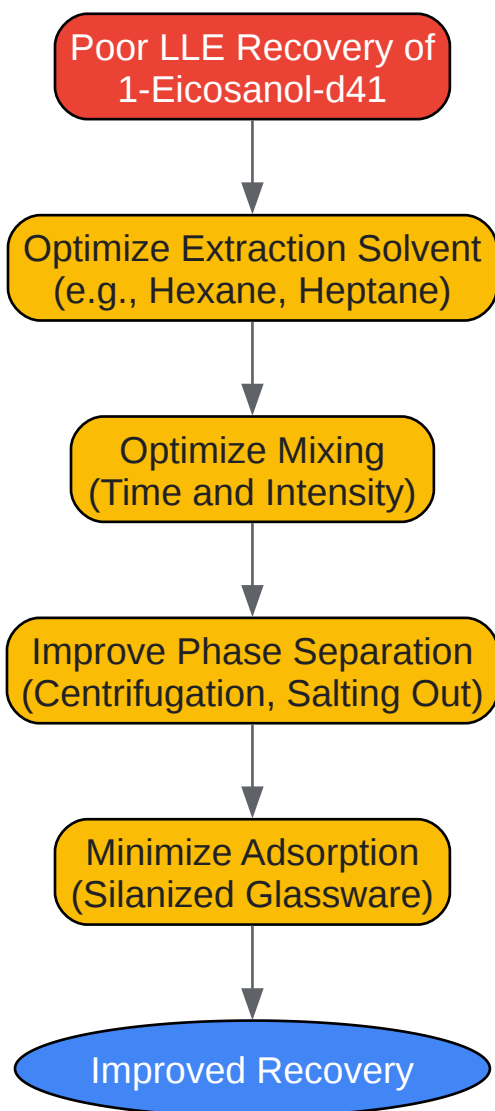 Poor LLE Recovery of
1-Eicosanol-d41
Optimize Extraction Solvent
(e.g., Hexane, Heptane)
Optimize Mixing
(Time and Intensity)
Improve Phase Separation
(Centrifugation, Salting Out)
Minimize Adsorption
(Silanized Glassware)
Improved Recovery